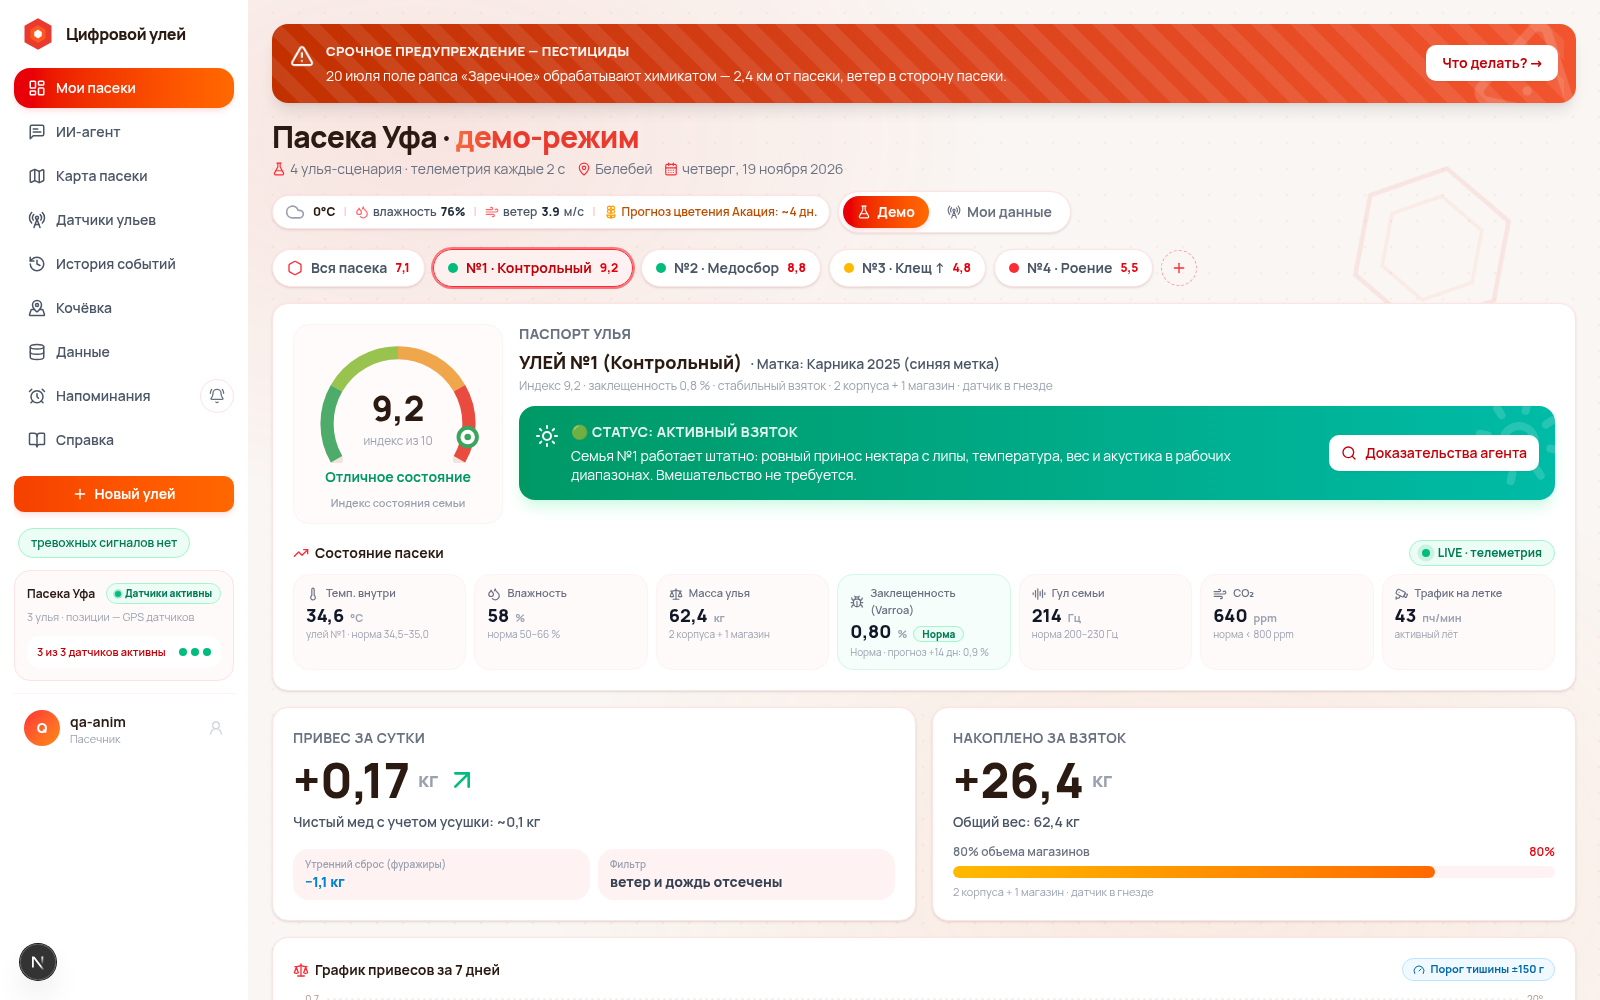 Цифровой улей
Мои пасеки
ИИ-агент
Карта пасеки
Датчики ульев
История событий
Кочёвка
Данные
Напоминания
Справка
+ Новый улей
тревожных сигналов нет
Пасека Уфа
Датчики активны
3 улья · позиции — GPS датчиков
3 из 3 датчиков активны
Q
qa-anim
Пасечник
N
СРОЧНОЕ ПРЕДУПРЕЖДЕНИЕ — ПЕСТИЦИДЫ
20 июля поле рапса «Заречное» обрабатывают химикатом — 2,4 км от пасеки, ветер в сторону пасеки.
Что делать? →
Пасека Уфа · демо-режим
4 улья-сценария · телеметрия каждые 2 с
Белебей
четверг, 19 ноября 2026
0°C
влажность 76%
ветер 3.9 м/с
Прогноз цветения Акация: ~4 дн.
Демо
Мои данные
Вся пасека 7,1
№1 · Контрольный 9,2
№2 · Медосбор 8,8
№3 · Клещ ↑ 4,8
№4 · Роение 5,5
+
9,2
индекс из 10
Отличное состояние
Индекс состояния семьи
ПАСПОРТ УЛЬЯ
УЛЕЙ №1 (Контрольный) · Матка: Карника 2025 (синяя метка)
Индекс 9,2 · заклещенность 0,8 % · стабильный взяток · 2 корпуса + 1 магазин · датчик в гнезде
СТАТУС: АКТИВНЫЙ ВЗЯТОК
Семья №1 работает штатно: ровный принос нектара с липы, температура, вес и акустика в рабочих
диапазонах. Вмешательство не требуется.
Доказательства агента
Состояние пасеки
LIVE · телеметрия
Темп. внутри
34,6 °C
улей №1 · норма 34,5–35,0
Влажность
58 %
норма 50–66 %
Масса улья
62,4 кг
2 корпуса + 1 магазин
Заклещенность
(Varroa)
0,80 % Норма
Норма · прогноз +14 дн: 0,9 %
Гул семьи
214 Гц
норма 200–230 Гц
CO₂
640 ppm
норма < 800 ppm
Трафик на летке
43 пч/мин
активный лёт
ПРИВЕС ЗА СУТКИ
+0,17 кг
Чистый мед с учетом усушки: ~0,1 кг
Утренний сброс (фуражиры)
−1,1 кг
Фильтр
ветер и дождь отсечены
НАКОПЛЕНО ЗА ВЗЯТОК
+26,4 кг
Общий вес: 62,4 кг
80% объема магазинов
80%
2 корпуса + 1 магазин · датчик в гнезде
График привесов за 7 дней
Порог тишины ±150 г
0.7
20°